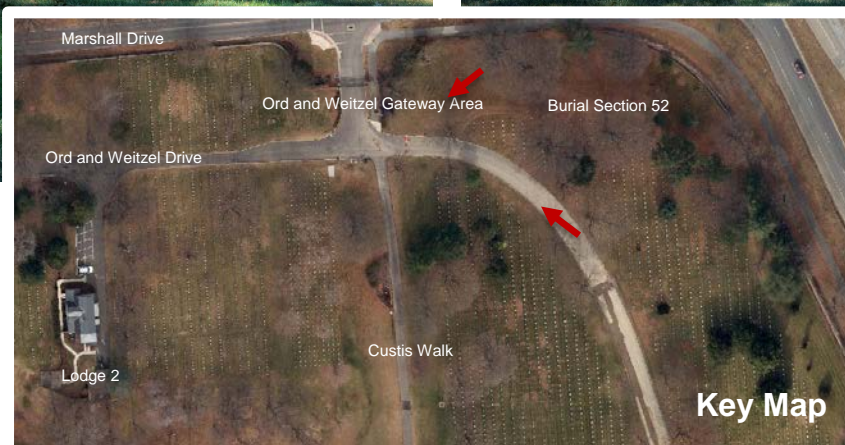 Marshall Drive
Ord and Weitzel Gateway Area
Burial Section 52
Ord and Weitzel Drive
Custis Walk
Lodge 2
Key Map